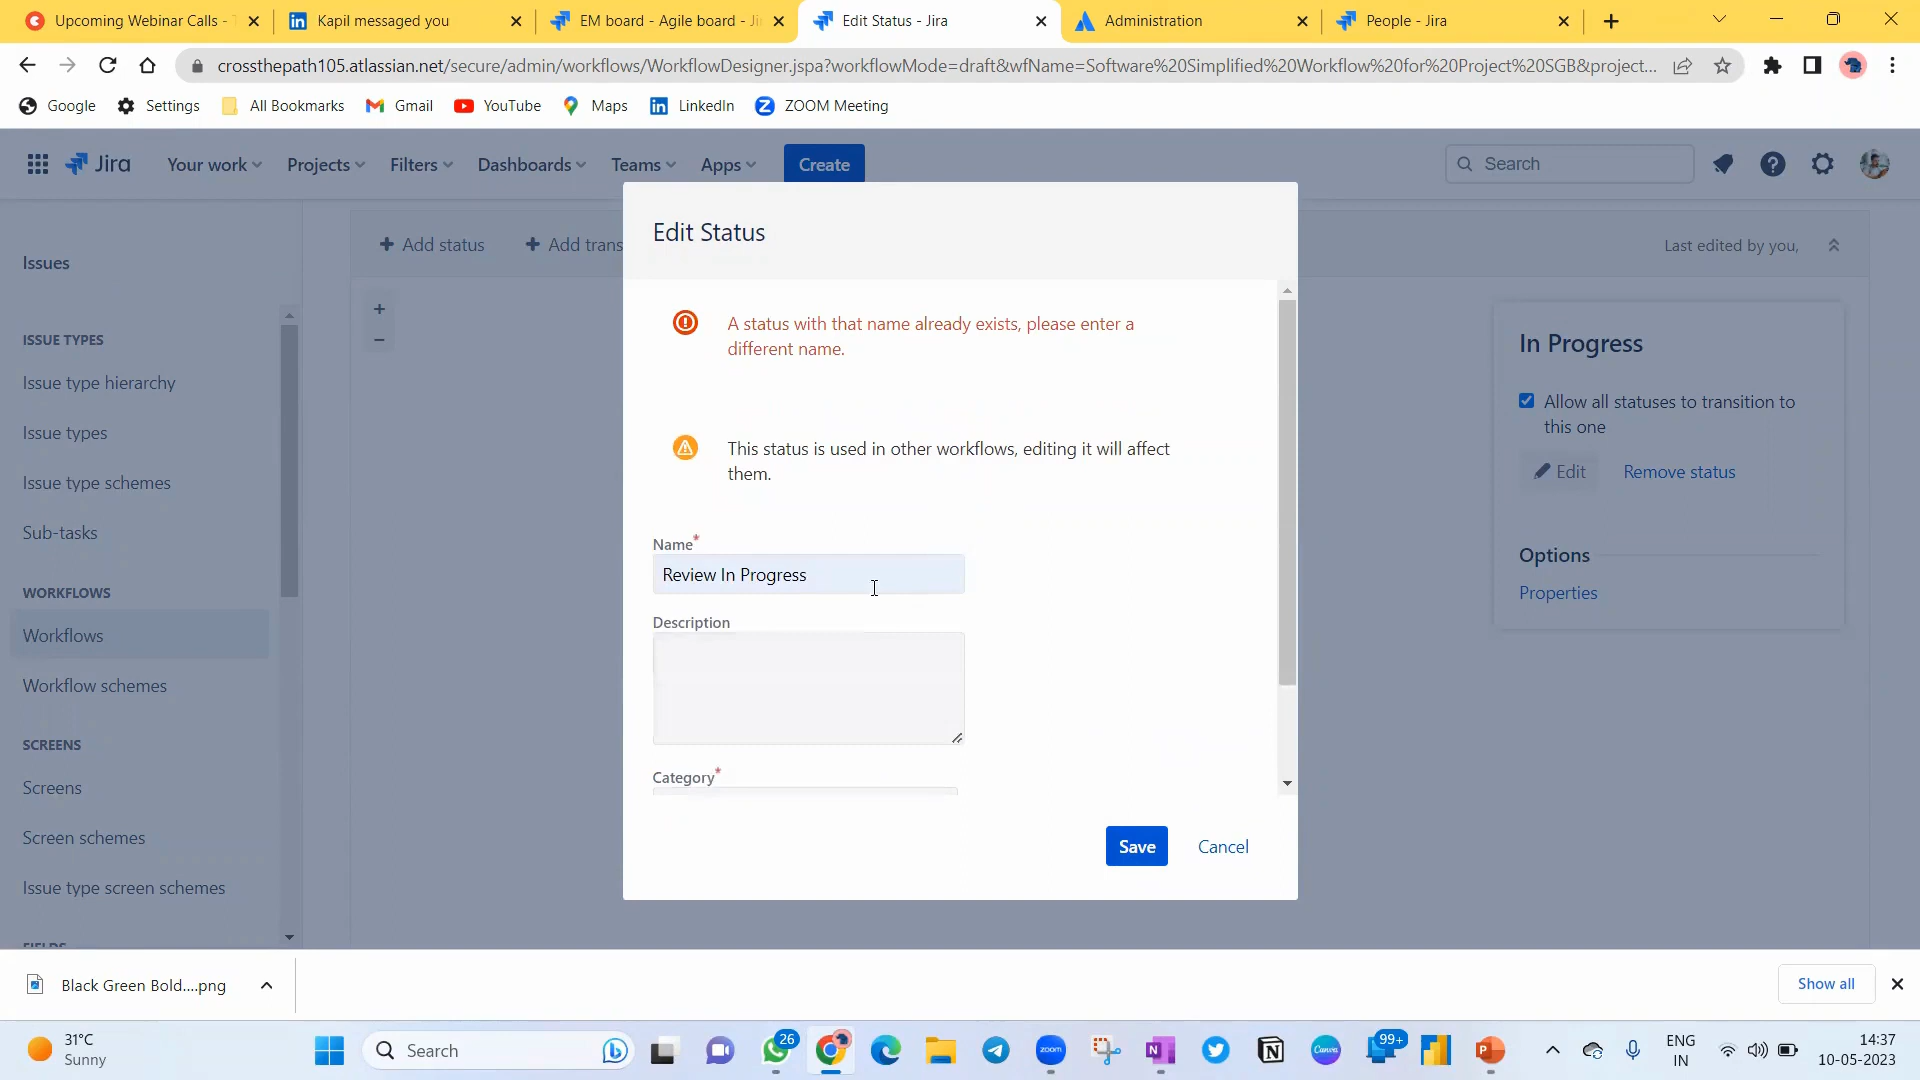 Upcoming Webinar Calls - T
Kapil messaged you
EM board - Agile board - Ji
Edit Status - Jira
Administration
People - Jira
crossthepath105.atlassian.net/secure/admin/workflows/WorkflowDesigner.jspa?workflowMode=draft&wfName=Software%20Simplified%20Workflow%20for%20Project%20SGB&project...
Google
Settings
All Bookmarks
Gmail
YouTube
Maps
LinkedIn
ZOOM Meeting
Jira
Your work
Projects
Filters
Dashboards
Teams
Apps
Create
Search
Issues
ISSUE TYPES
Issue type hierarchy
Issue types
Issue type schemes
Sub-tasks
WORKFLOWS
Workflows
Workflow schemes
SCREENS
Screens
Screen schemes
Issue type screen schemes
FIELDS
+ Add status
+ Add trans
Last edited by you,
+
−
Edit Status
A status with that name already exists, please enter a
different name.
This status is used in other workflows, editing it will affect
them.
Name*
Review In Progress
Description
Category*
Save
Cancel
In Progress
Allow all statuses to transition to
this one
Edit
Remove status
Options
Properties
Black Green Bold....png
Show all
31°C
Sunny
Search
26
zoom
Canva
99+
ENG
IN
14:37
10-05-2023